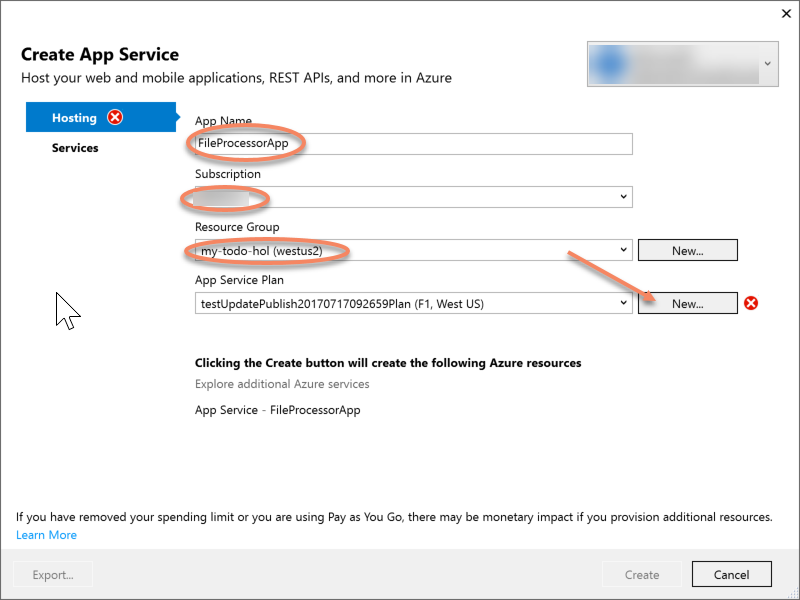 Create App Service
Host your web and mobile applications, REST APIs, and more in Azure
Hosting
Services
App Name
FileProcessorApp
Subscription
Resource Group
my-todo-hol (westus2)
New...
App Service Plan
testUpdatePublish20170717092659Plan (F1, West US)
New...
Clicking the Create button will create the following Azure resources
Explore additional Azure services
App Service - FileProcessorApp
If you have removed your spending limit or you are using Pay as You Go, there may be monetary impact if you provision additional resources.
Learn More
Export...
Create
Cancel